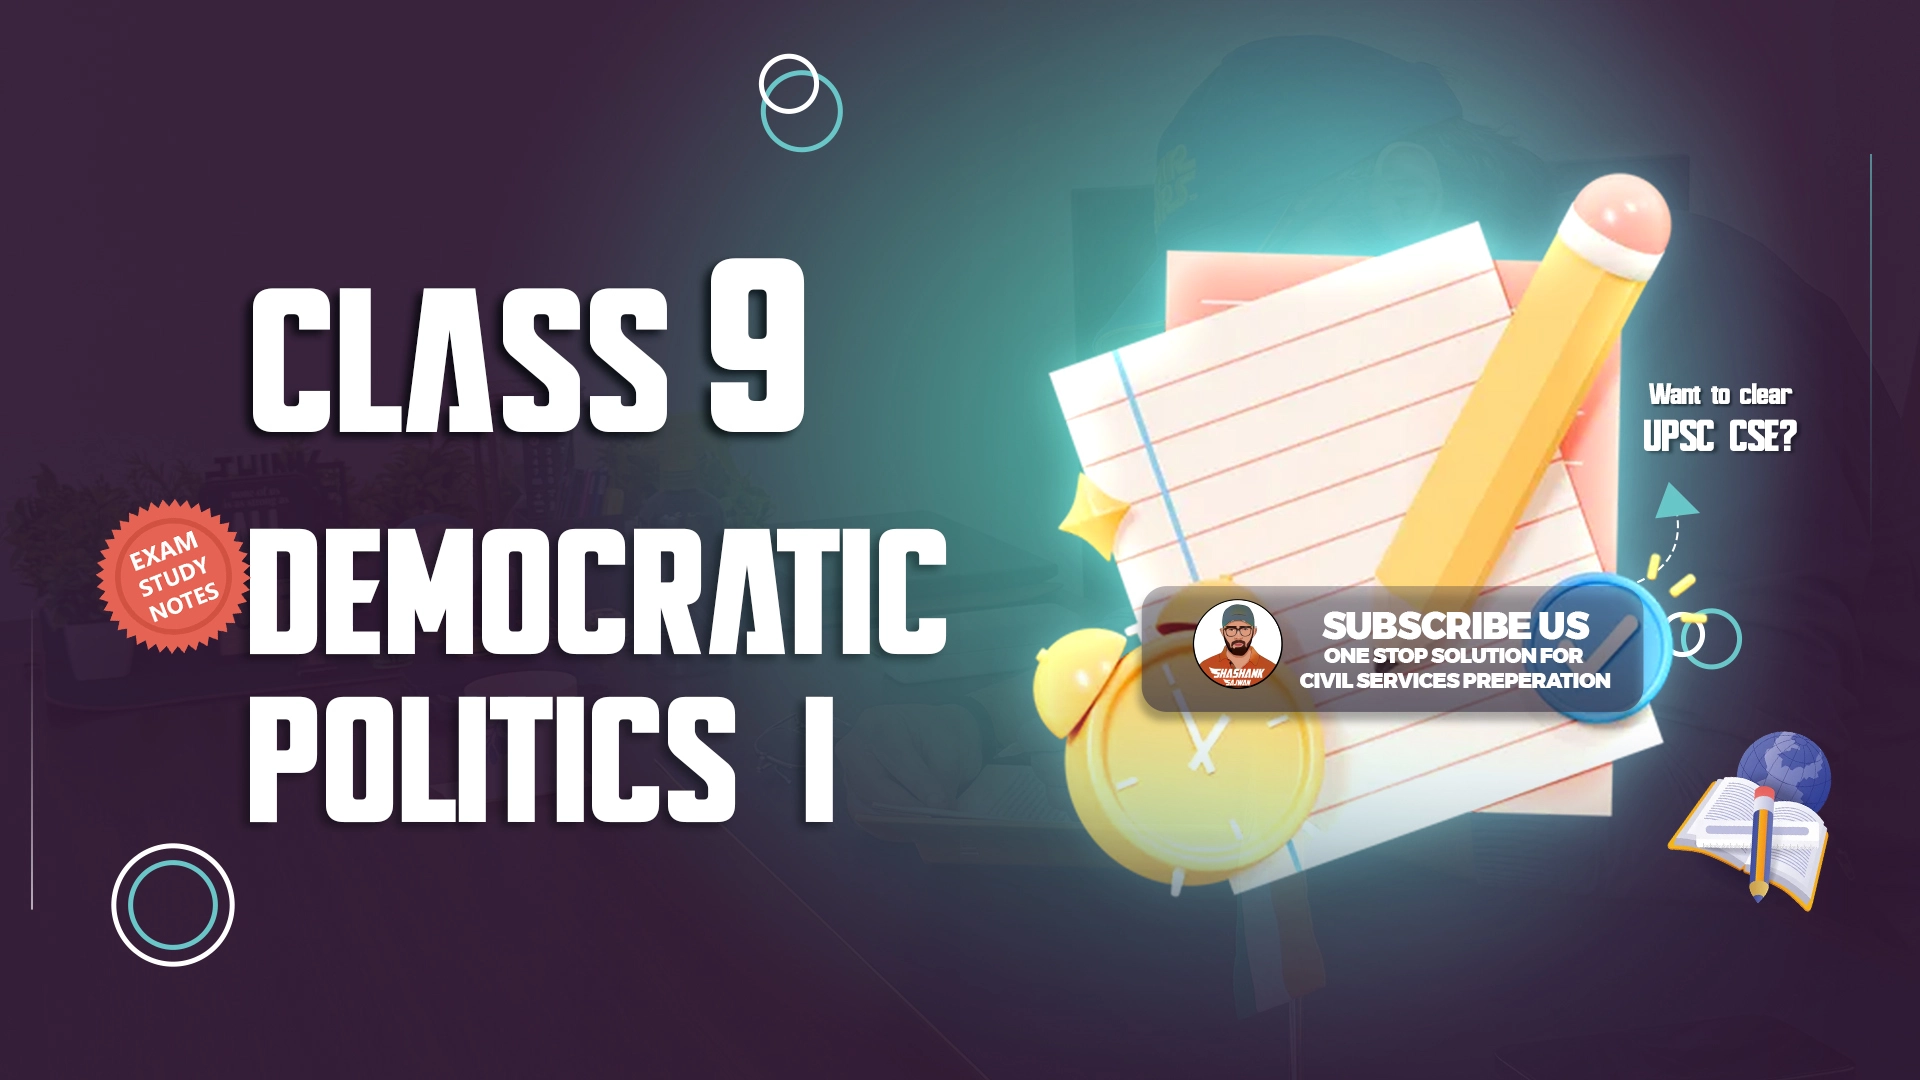 CLASS 9
DEMOCRATIC
POLITICS I
EXAM
STUDY
NOTES
Want to clear
UPSC CSE?
SUBSCRIBE US
ONE STOP SOLUTION FOR
CIVIL SERVICES PREPERATION
SHASHANK
SAJWAN
THINK